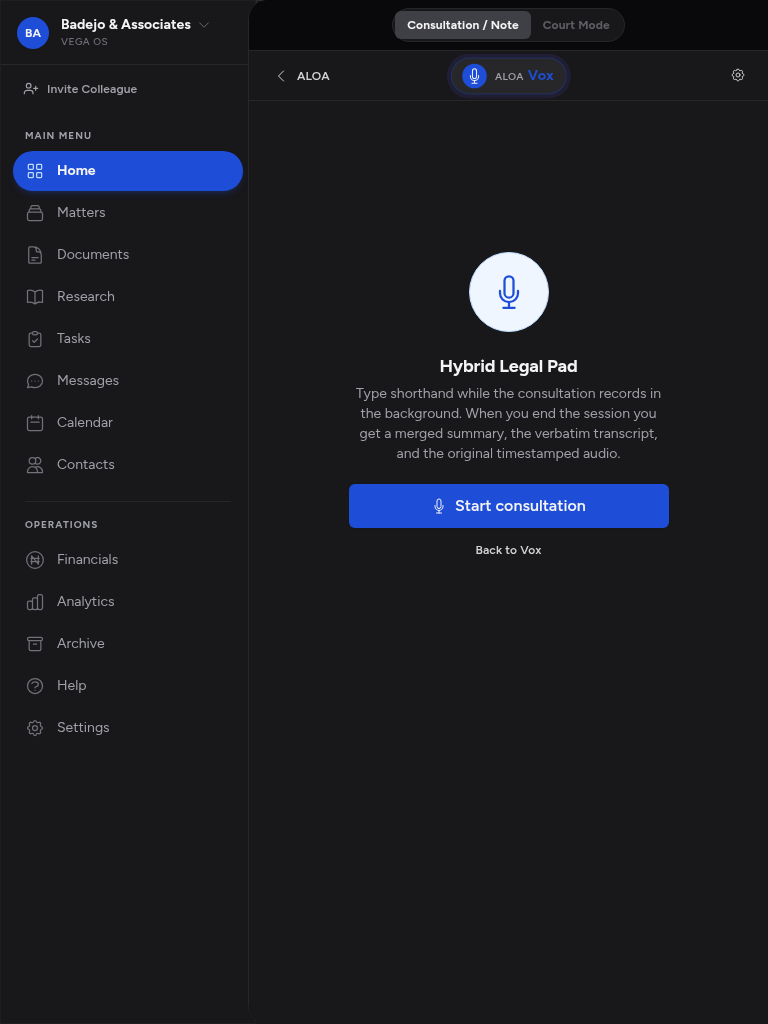 BA
Badejo & Associates
VEGA OS
Invite Colleague
MAIN MENU
Home
Matters
Documents
Research
Tasks
Messages
Calendar
Contacts
OPERATIONS
Financials
Analytics
Archive
Help
Settings
Consultation / Note
Court Mode
ALOA
ALOA Vox
Hybrid Legal Pad
Type shorthand while the consultation records in
the background. When you end the session you
get a merged summary, the verbatim transcript,
and the original timestamped audio.
Start consultation
Back to Vox